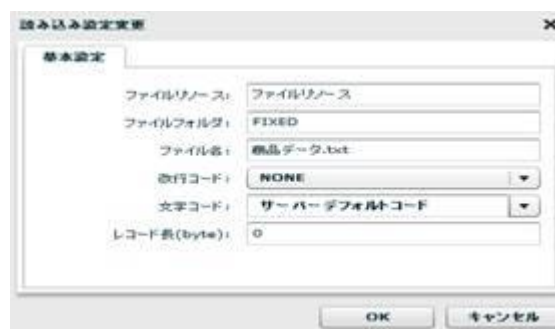 読み込み設定変更
基本設定
ファイルリソース: ファイルリソース
ファイルフォルダ: FIXED
ファイル名: 商品データ.txt
改行コード: NONE
文字コード: サーバーデフォルトコード
レコード長(byte): 0
OK キャンセル